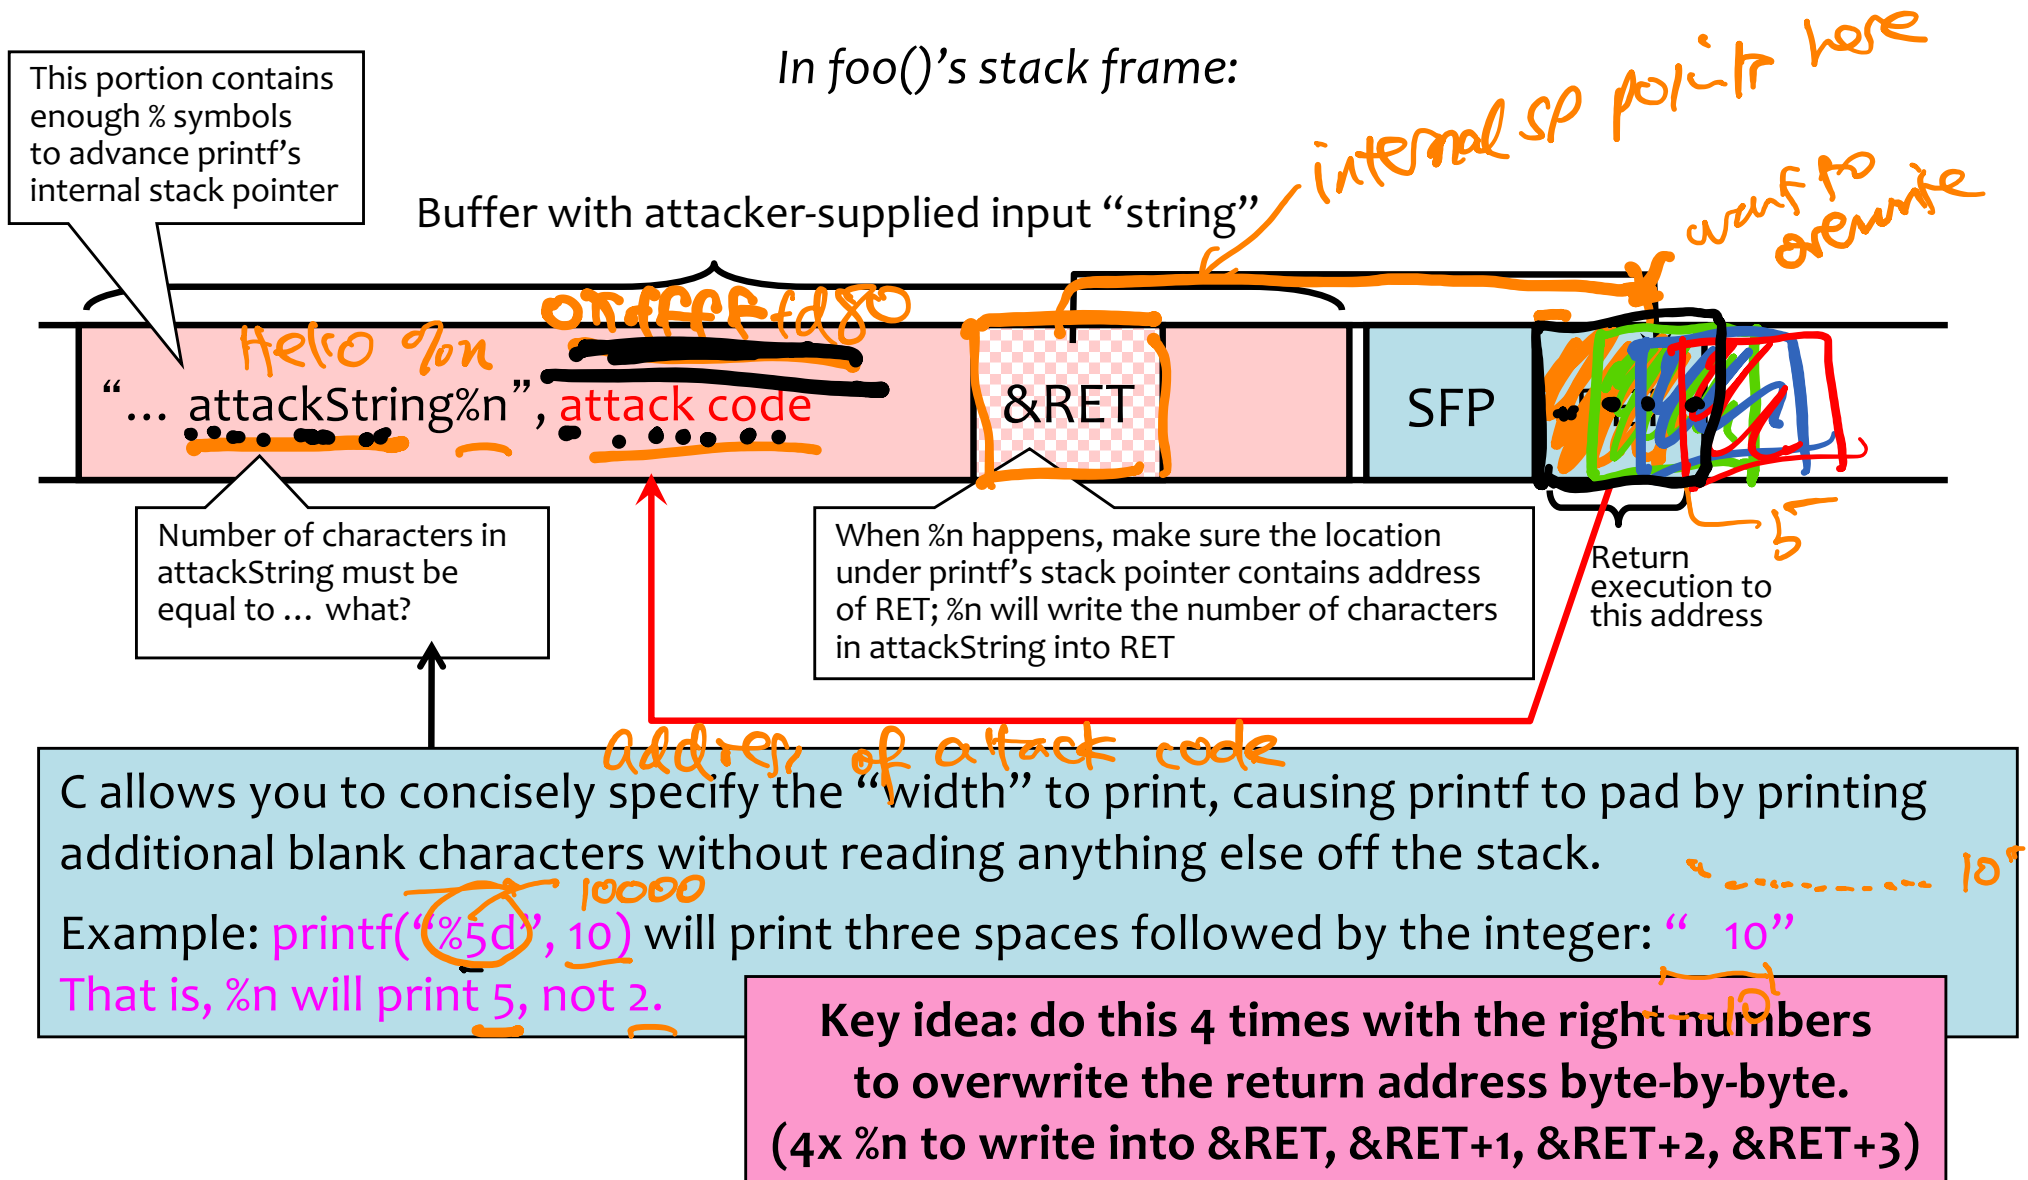 In foo()'s stack frame:
This portion contains
enough % symbols
to advance printf's
internal stack pointer
internal SP points here
want to
overwrite
Buffer with attacker-supplied input “string”
0xffff fd80
Hello %n
“... attackString%n”, attack code
&RET
SFP
Number of characters in
attackString must be
equal to ... what?
When %n happens, make sure the location
under printf's stack pointer contains address
of RET; %n will write the number of characters
in attackString into RET
b
Return
execution to
this address
address of attack code
C allows you to concisely specify the “width” to print, causing printf to pad by printing
additional blank characters without reading anything else off the stack.
10000
10
Example: printf(“%5d”, 10) will print three spaces followed by the integer: “   10”
That is, %n will print 5, not 2.
10
Key idea: do this 4 times with the right numbers
to overwrite the return address byte-by-byte.
(4x %n to write into &RET, &RET+1, &RET+2, &RET+3)